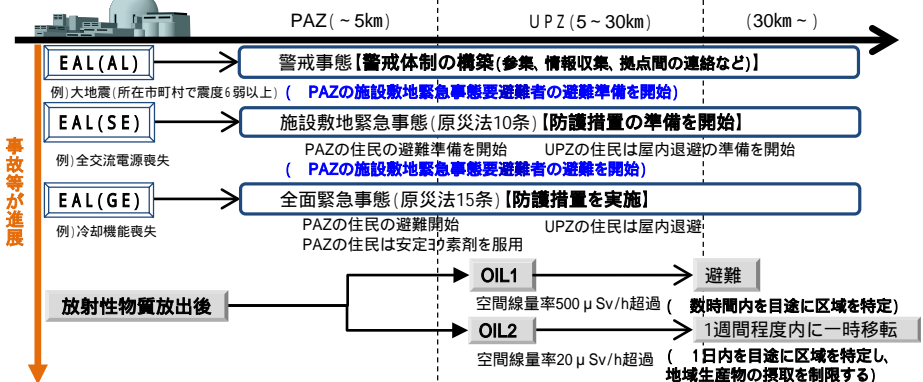 PAZ(~5km)
UPZ(5~30km)
(30km~)
EAL(AL)
警戒事態【警戒体制の構築(参集、情報収集、拠点間の連絡など)】
例)大地震(所在市町村で震度6弱以上)
( PAZの施設敷地緊急事態要避難者の避難準備を開始)
EAL(SE)
施設敷地緊急事態(原災法10条)【防護措置の準備を開始】
例)全交流電源喪失
PAZの住民の避難準備を開始
UPZの住民は屋内退避の準備を開始
( PAZの施設敷地緊急事態要避難者の避難を開始)
EAL(GE)
全面緊急事態(原災法15条)【防護措置を実施】
例)冷却機能喪失
PAZの住民の避難開始
UPZの住民は屋内退避
PAZの住民は安定ヨウ素剤を服用
事故等が進展
放射性物質放出後
OIL1
避難
空間線量率500μSv/h超過
( 数時間内を目途に区域を特定)
OIL2
1週間程度内に一時移転
空間線量率20μSv/h超過
( 1日内を目途に区域を特定し、
地域生産物の摂取を制限する)